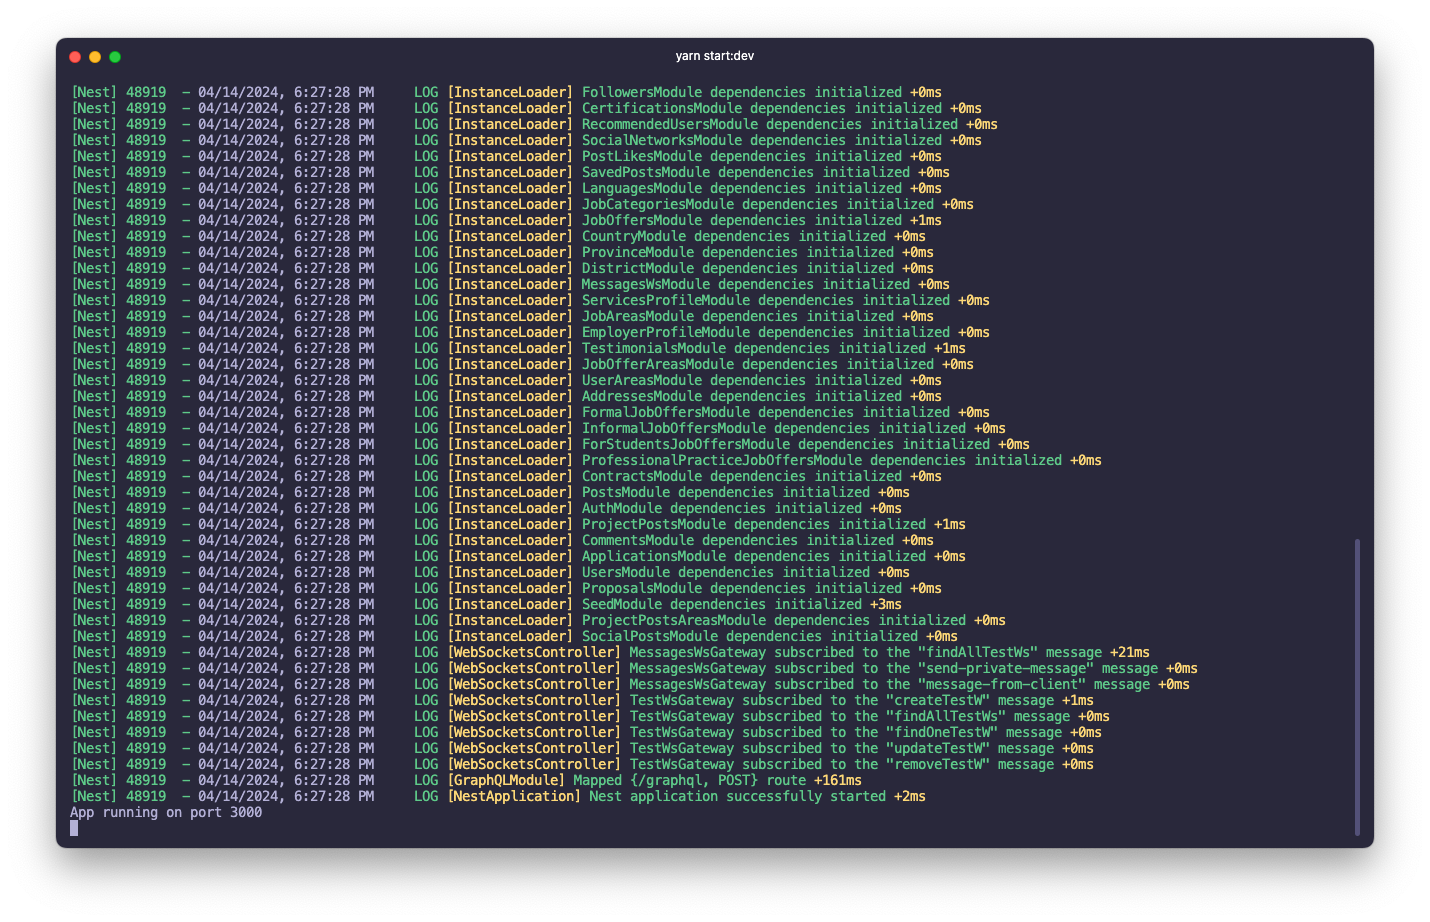 yarn start:dev
[Nest] 48919  - 04/14/2024, 6:27:28 PM     LOG [InstanceLoader] FollowersModule dependencies initialized +0ms
[Nest] 48919  - 04/14/2024, 6:27:28 PM     LOG [InstanceLoader] CertificationsModule dependencies initialized +0ms
[Nest] 48919  - 04/14/2024, 6:27:28 PM     LOG [InstanceLoader] RecommendedUsersModule dependencies initialized +0ms
[Nest] 48919  - 04/14/2024, 6:27:28 PM     LOG [InstanceLoader] SocialNetworksModule dependencies initialized +0ms
[Nest] 48919  - 04/14/2024, 6:27:28 PM     LOG [InstanceLoader] PostLikesModule dependencies initialized +0ms
[Nest] 48919  - 04/14/2024, 6:27:28 PM     LOG [InstanceLoader] SavedPostsModule dependencies initialized +0ms
[Nest] 48919  - 04/14/2024, 6:27:28 PM     LOG [InstanceLoader] LanguagesModule dependencies initialized +0ms
[Nest] 48919  - 04/14/2024, 6:27:28 PM     LOG [InstanceLoader] JobCategoriesModule dependencies initialized +0ms
[Nest] 48919  - 04/14/2024, 6:27:28 PM     LOG [InstanceLoader] JobOffersModule dependencies initialized +1ms
[Nest] 48919  - 04/14/2024, 6:27:28 PM     LOG [InstanceLoader] CountryModule dependencies initialized +0ms
[Nest] 48919  - 04/14/2024, 6:27:28 PM     LOG [InstanceLoader] ProvinceModule dependencies initialized +0ms
[Nest] 48919  - 04/14/2024, 6:27:28 PM     LOG [InstanceLoader] DistrictModule dependencies initialized +0ms
[Nest] 48919  - 04/14/2024, 6:27:28 PM     LOG [InstanceLoader] MessagesWsModule dependencies initialized +0ms
[Nest] 48919  - 04/14/2024, 6:27:28 PM     LOG [InstanceLoader] ServicesProfileModule dependencies initialized +0ms
[Nest] 48919  - 04/14/2024, 6:27:28 PM     LOG [InstanceLoader] JobAreasModule dependencies initialized +0ms
[Nest] 48919  - 04/14/2024, 6:27:28 PM     LOG [InstanceLoader] EmployerProfileModule dependencies initialized +0ms
[Nest] 48919  - 04/14/2024, 6:27:28 PM     LOG [InstanceLoader] TestimonialsModule dependencies initialized +1ms
[Nest] 48919  - 04/14/2024, 6:27:28 PM     LOG [InstanceLoader] JobOfferAreasModule dependencies initialized +0ms
[Nest] 48919  - 04/14/2024, 6:27:28 PM     LOG [InstanceLoader] UserAreasModule dependencies initialized +0ms
[Nest] 48919  - 04/14/2024, 6:27:28 PM     LOG [InstanceLoader] AddressesModule dependencies initialized +0ms
[Nest] 48919  - 04/14/2024, 6:27:28 PM     LOG [InstanceLoader] FormalJobOffersModule dependencies initialized +0ms
[Nest] 48919  - 04/14/2024, 6:27:28 PM     LOG [InstanceLoader] InformalJobOffersModule dependencies initialized +0ms
[Nest] 48919  - 04/14/2024, 6:27:28 PM     LOG [InstanceLoader] ForStudentsJobOffersModule dependencies initialized +0ms
[Nest] 48919  - 04/14/2024, 6:27:28 PM     LOG [InstanceLoader] ProfessionalPracticeJobOffersModule dependencies initialized +0ms
[Nest] 48919  - 04/14/2024, 6:27:28 PM     LOG [InstanceLoader] ContractsModule dependencies initialized +0ms
[Nest] 48919  - 04/14/2024, 6:27:28 PM     LOG [InstanceLoader] PostsModule dependencies initialized +0ms
[Nest] 48919  - 04/14/2024, 6:27:28 PM     LOG [InstanceLoader] AuthModule dependencies initialized +0ms
[Nest] 48919  - 04/14/2024, 6:27:28 PM     LOG [InstanceLoader] ProjectPostsModule dependencies initialized +1ms
[Nest] 48919  - 04/14/2024, 6:27:28 PM     LOG [InstanceLoader] CommentsModule dependencies initialized +0ms
[Nest] 48919  - 04/14/2024, 6:27:28 PM     LOG [InstanceLoader] ApplicationsModule dependencies initialized +0ms
[Nest] 48919  - 04/14/2024, 6:27:28 PM     LOG [InstanceLoader] UsersModule dependencies initialized +0ms
[Nest] 48919  - 04/14/2024, 6:27:28 PM     LOG [InstanceLoader] ProposalsModule dependencies initialized +0ms
[Nest] 48919  - 04/14/2024, 6:27:28 PM     LOG [InstanceLoader] SeedModule dependencies initialized +3ms
[Nest] 48919  - 04/14/2024, 6:27:28 PM     LOG [InstanceLoader] ProjectPostsAreasModule dependencies initialized +0ms
[Nest] 48919  - 04/14/2024, 6:27:28 PM     LOG [InstanceLoader] SocialPostsModule dependencies initialized +0ms
[Nest] 48919  - 04/14/2024, 6:27:28 PM     LOG [WebSocketsController] MessagesWsGateway subscribed to the "findAllTestWs" message +21ms
[Nest] 48919  - 04/14/2024, 6:27:28 PM     LOG [WebSocketsController] MessagesWsGateway subscribed to the "send-private-message" message +0ms
[Nest] 48919  - 04/14/2024, 6:27:28 PM     LOG [WebSocketsController] MessagesWsGateway subscribed to the "message-from-client" message +0ms
[Nest] 48919  - 04/14/2024, 6:27:28 PM     LOG [WebSocketsController] TestWsGateway subscribed to the "createTestW" message +1ms
[Nest] 48919  - 04/14/2024, 6:27:28 PM     LOG [WebSocketsController] TestWsGateway subscribed to the "findAllTestWs" message +0ms
[Nest] 48919  - 04/14/2024, 6:27:28 PM     LOG [WebSocketsController] TestWsGateway subscribed to the "findOneTestW" message +0ms
[Nest] 48919  - 04/14/2024, 6:27:28 PM     LOG [WebSocketsController] TestWsGateway subscribed to the "updateTestW" message +0ms
[Nest] 48919  - 04/14/2024, 6:27:28 PM     LOG [WebSocketsController] TestWsGateway subscribed to the "removeTestW" message +0ms
[Nest] 48919  - 04/14/2024, 6:27:28 PM     LOG [GraphQLModule] Mapped {/graphql, POST} route +161ms
[Nest] 48919  - 04/14/2024, 6:27:28 PM     LOG [NestApplication] Nest application successfully started +2ms
App running on port 3000